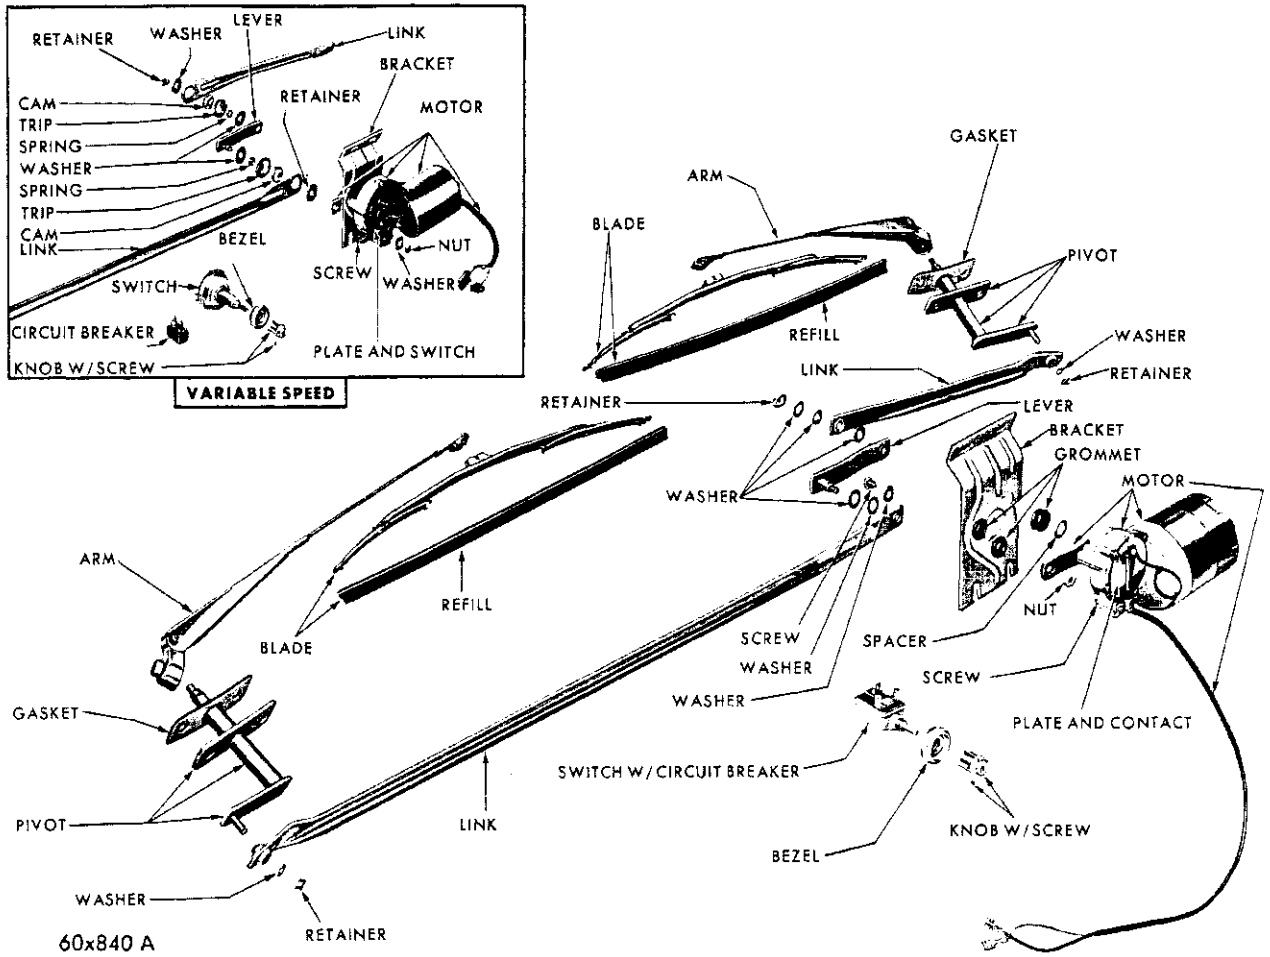 RETAINER
WASHER
LEVER
LINK
BRACKET
RETAINER
MOTOR
CAM
TRIP
SPRING
WASHER
SPRING
TRIP
CAM
LINK
BEZEL
SWITCH
SCREW
NUT
WASHER
CIRCUIT BREAKER
PLATE AND SWITCH
KNOB W/SCREW
VARIABLE SPEED
GASKET
ARM
BLADE
PIVOT
REFILL
WASHER
LINK
RETAINER
RETAINER
LEVER
BRACKET
GROMMET
WASHER
MOTOR
ARM
REFILL
NUT
BLADE
SCREW
SPACER
WASHER
SCREW
WASHER
GASKET
PLATE AND CONTACT
SWITCH W/CIRCUIT BREAKER
PIVOT
LINK
KNOB W/SCREW
BEZEL
WASHER
RETAINER
60x840 A